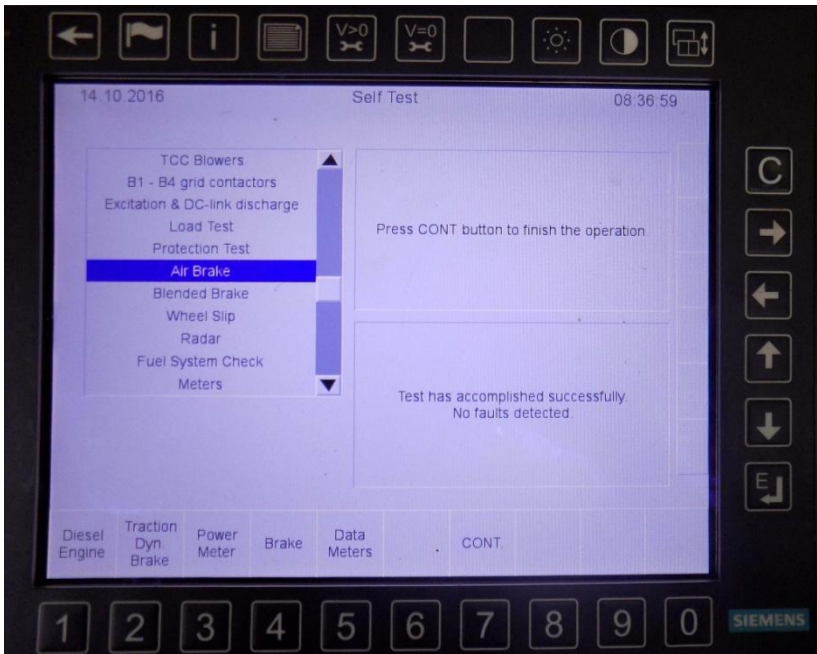 i
V>0
V=0
14.10.2016
Self Test
08:36:59
TCC Blowers
B1 - B4 grid contactors
Excitation & DC-link discharge
Load Test
Protection Test
Air Brake
Blended Brake
Wheel Slip
Radar
Fuel System Check
Meters
Press CONT button to finish the operation
Test has accomplished successfully.
No faults detected.
C
E
Diesel
Engine
Traction
Dyn.
Brake
Power
Meter
Brake
Data
Meters
CONT.
1 2 3 4 5 6 7 8 9 0
SIEMENS